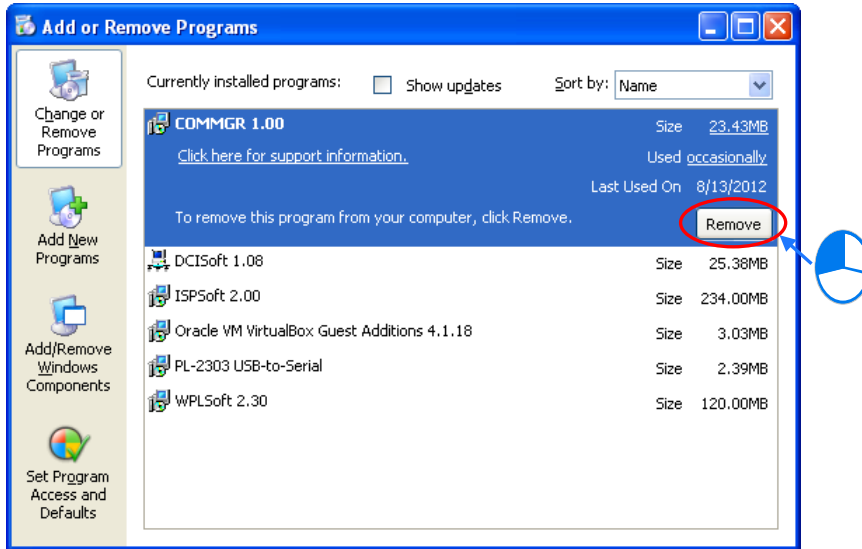 Add or Remove Programs
Change or
Remove
Programs
Add New
Programs
Add/Remove
Windows
Components
Set Program
Access and
Defaults
Currently installed programs: Show updates Sort by: Name
COMMGR 1.00 Size 23.43MB
Click here for support information. Used occasionally
Last Used On 8/13/2012
To remove this program from your computer, click Remove. Remove
DCISoft 1.08 Size 25.38MB
ISPSoft 2.00 Size 234.00MB
Oracle VM VirtualBox Guest Additions 4.1.18 Size 3.03MB
PL-2303 USB-to-Serial Size 2.39MB
WPLSoft 2.30 Size 120.00MB